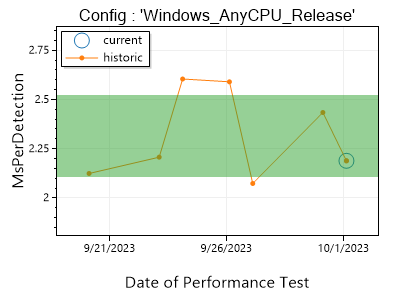 Config : 'Windows_AnyCPU_Release'
current
historic
2.75
2.5
2.25
2
MsPerDetection
9/21/2023
9/26/2023
10/1/2023
Date of Performance Test